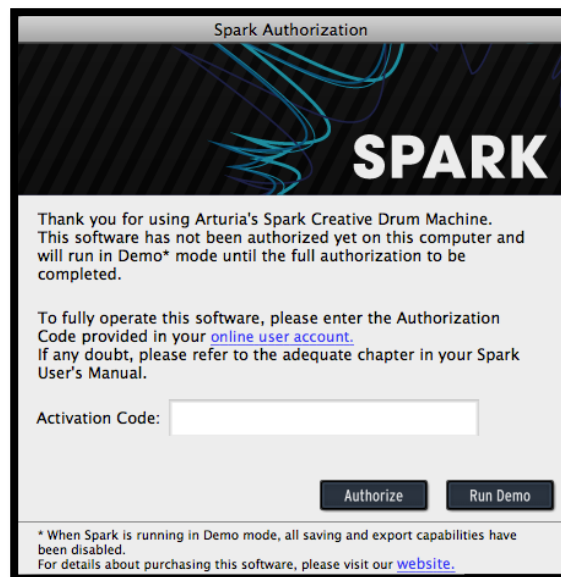 Spark Authorization
SPARK
Thank you for using Arturia's Spark Creative Drum Machine.
This software has not been authorized yet on this computer and
will run in Demo* mode until the full authorization to be
completed.
To fully operate this software, please enter the Authorization
Code provided in your online user account.
If any doubt, please refer to the adequate chapter in your Spark
User's Manual.
Activation Code:
Authorize Run Demo
* When Spark is running in Demo mode, all saving and export capabilities have
been disabled.
For details about purchasing this software, please visit our website.